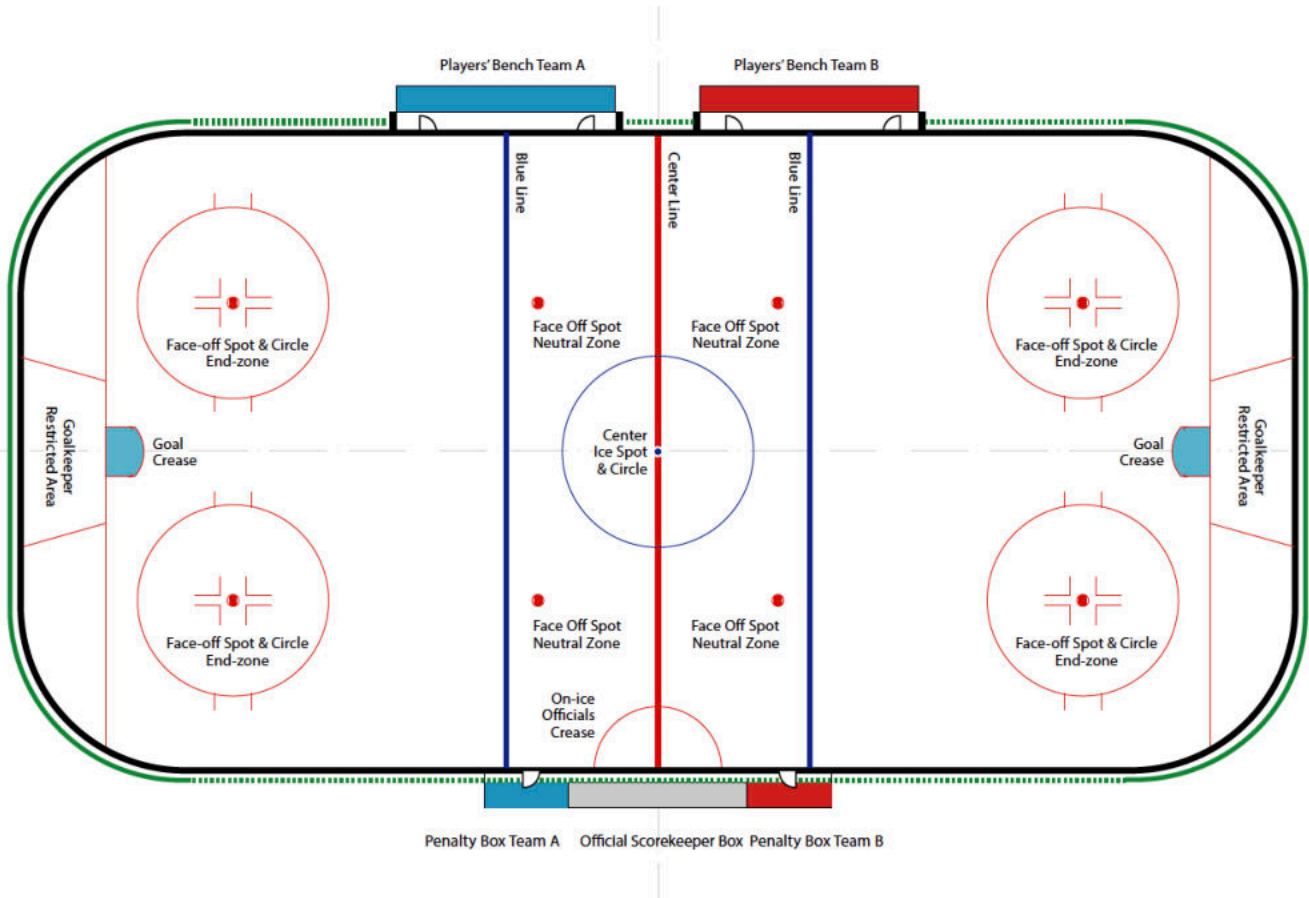 Players' Bench Team A
Players' Bench Team B
Blue Line
Center Line
Blue Line
Face-off Spot & Circle
End-zone
Face Off Spot
Neutral Zone
Face Off Spot
Neutral Zone
Face-off Spot & Circle
End-zone
Goalkeeper
Restricted Area
Goal
Crease
Center
Ice Spot
& Circle
Goal
Crease
Goalkeeper
Restricted Area
Face-off Spot & Circle
End-zone
Face Off Spot
Neutral Zone
Face Off Spot
Neutral Zone
Face-off Spot & Circle
End-zone
On-ice
Officials
Crease
Penalty Box Team A
Official Scorekeeper Box
Penalty Box Team B